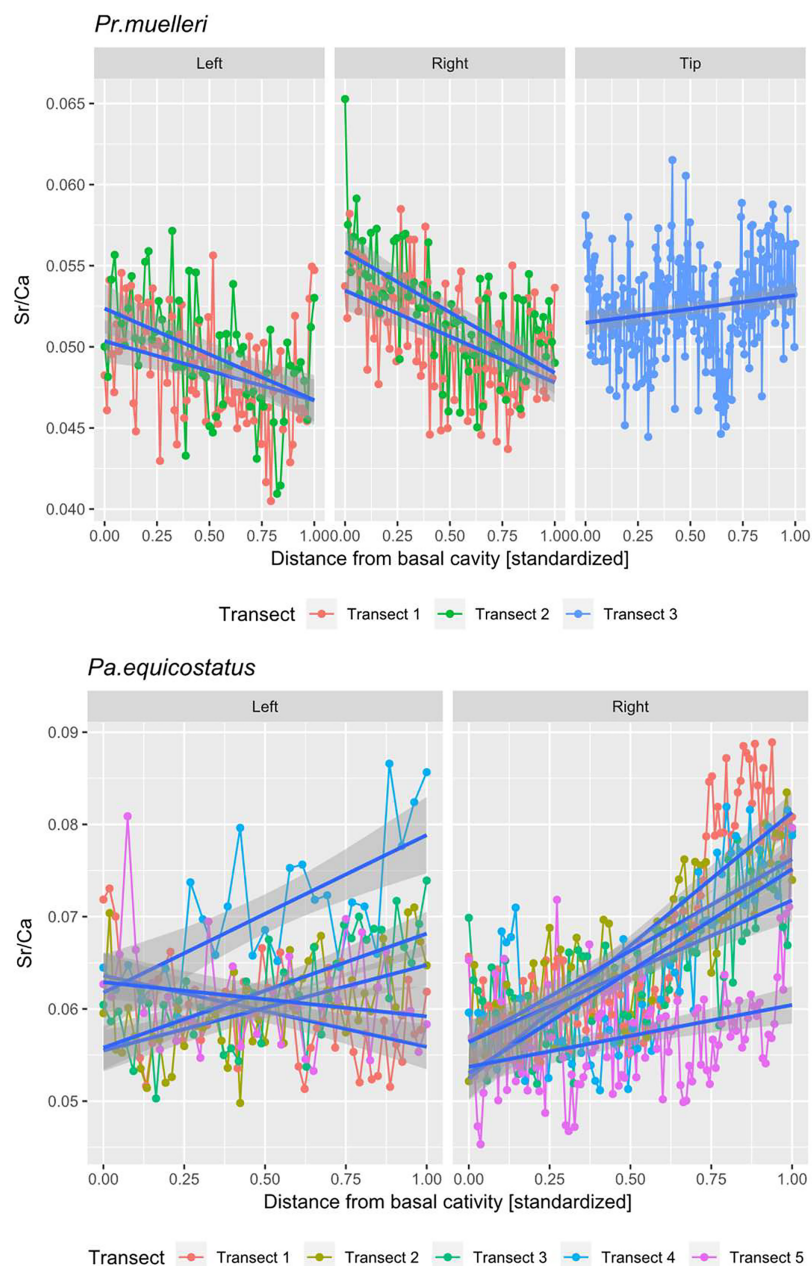 Pr.muelleri
Left Right Tip
0.065
0.060
0.055
0.050
0.045
0.040
Sr/Ca
0.00 0.25 0.50 0.75 1.00 0.00 0.25 0.50 0.75 1.00 0.00 0.25 0.50 0.75 1.00
Distance from basal cavity [standardized]
Transect Transect 1 Transect 2 Transect 3
Pa.equicostatus
Left Right
0.09
0.08
0.07
0.06
0.05
Sr/Ca
0.00 0.25 0.50 0.75 1.00 0.00 0.25 0.50 0.75 1.00
Distance from basal cativity [standardized]
Transect Transect 1 Transect 2 Transect 3 Transect 4 Transect 5